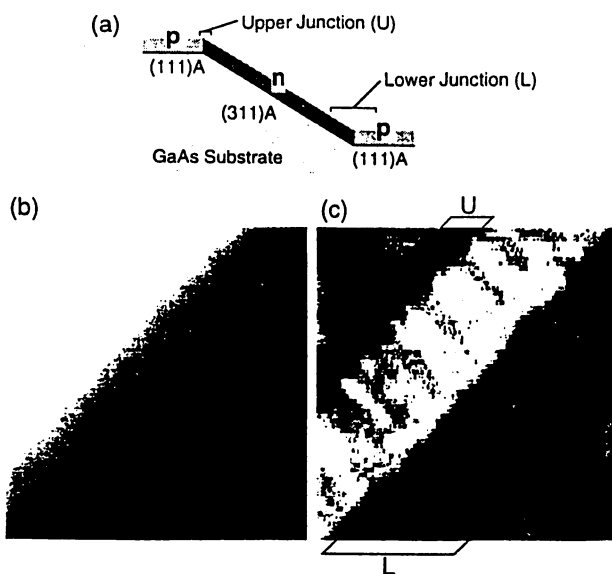 (a)
Upper Junction (U)
p
(111)A
n
Lower Junction (L)
(311)A
p
GaAs Substrate
(111)A
(b)
(c)
U
L